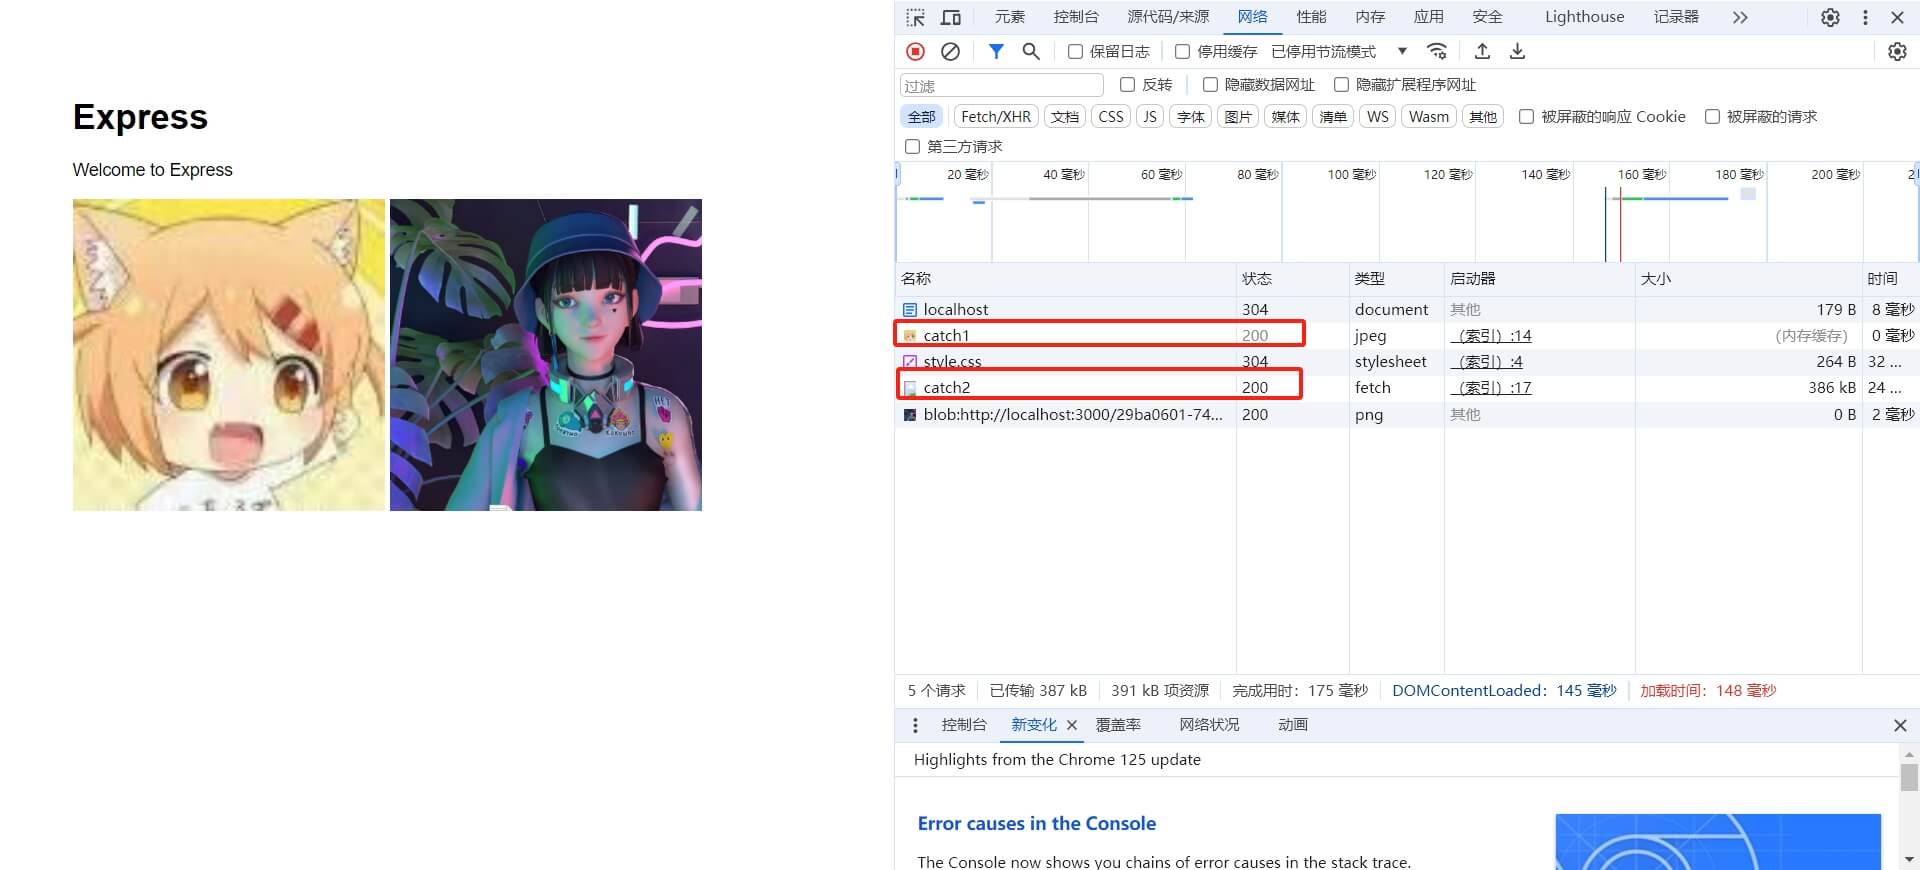 Express
Welcome to Express
元素 控制台 源代码/来源 网络 性能 内存 应用 安全 Lighthouse 记录器
保留日志 停用缓存 已停用节流模式
过滤 反转 隐藏数据网址 隐藏扩展程序网址
全部 Fetch/XHR 文档 CSS JS 字体 图片 媒体 清单 WS Wasm 其他 被屏蔽的响应 Cookie 被屏蔽的请求
第三方请求
20 毫秒 40 毫秒 60 毫秒 80 毫秒 100 毫秒 120 毫秒 140 毫秒 160 毫秒 180 毫秒 200 毫秒 2
名称 状态 类型 启动器 大小 时间
localhost 304 document 其他 179 B 8 毫秒
catch1 200 jpeg （索引）:14 (内存缓存) 0 毫秒
style.css 304 stylesheet （索引）:4 264 B 32 ...
catch2 200 fetch （索引）:17 386 kB 24 ...
blob:http://localhost:3000/29ba0601-74... 200 png 其他 0 B 2 毫秒
5 个请求 已传输 387 kB 391 kB 项资源 完成用时：175 毫秒 DOMContentLoaded：145 毫秒 加载时间：148 毫秒
控制台 新变化 覆盖率 网络状况 动画
Highlights from the Chrome 125 update
Error causes in the Console
The Console now shows you chains of error causes in the stack trace.